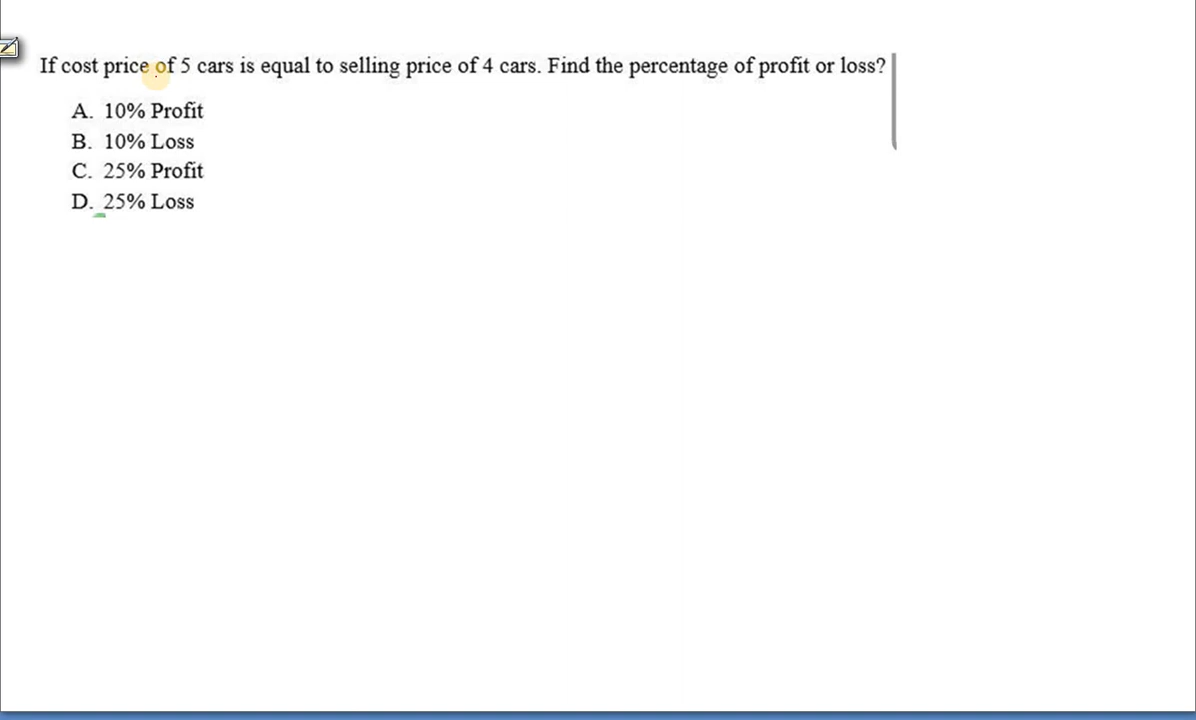 If cost price of 5 cars is equal to selling price of 4 cars. Find the percentage of profit or loss?
A. 10% Profit
B. 10% Loss
C. 25% Profit
D. 25% Loss